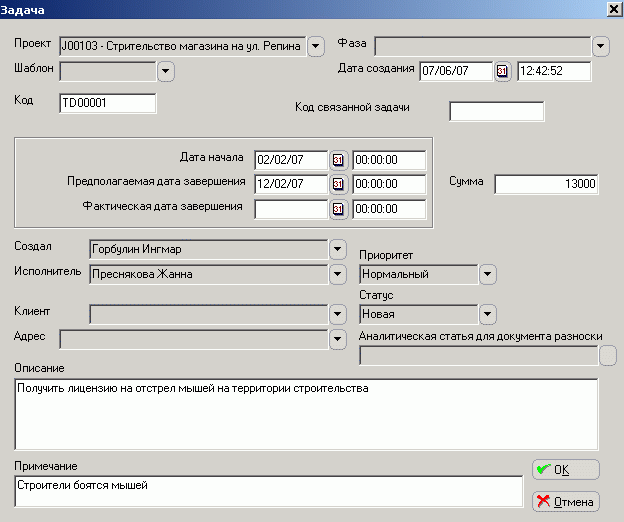 Задача
Проект J00103 - Стрительство магазина на ул. Репина Фаза
Шаблон Дата создания 07/06/07 31 12:42:52
Код TD00001 Код связанной задачи
Дата начала 02/02/07 31 00:00:00
Предполагаемая дата завершения 12/02/07 31 00:00:00 Сумма 13000
Фактическая дата завершения 31 00:00:00
Создал Горбулин Ингмар
Приоритет
Исполнитель Преснякова Жанна Нормальный
Статус
Клиент Новая
Адрес Аналитическая статья для документа разноски
Описание
Получить лицензию на отстрел мышей на территории строительства
Примечание
OK
Строители боятся мышей
Отмена